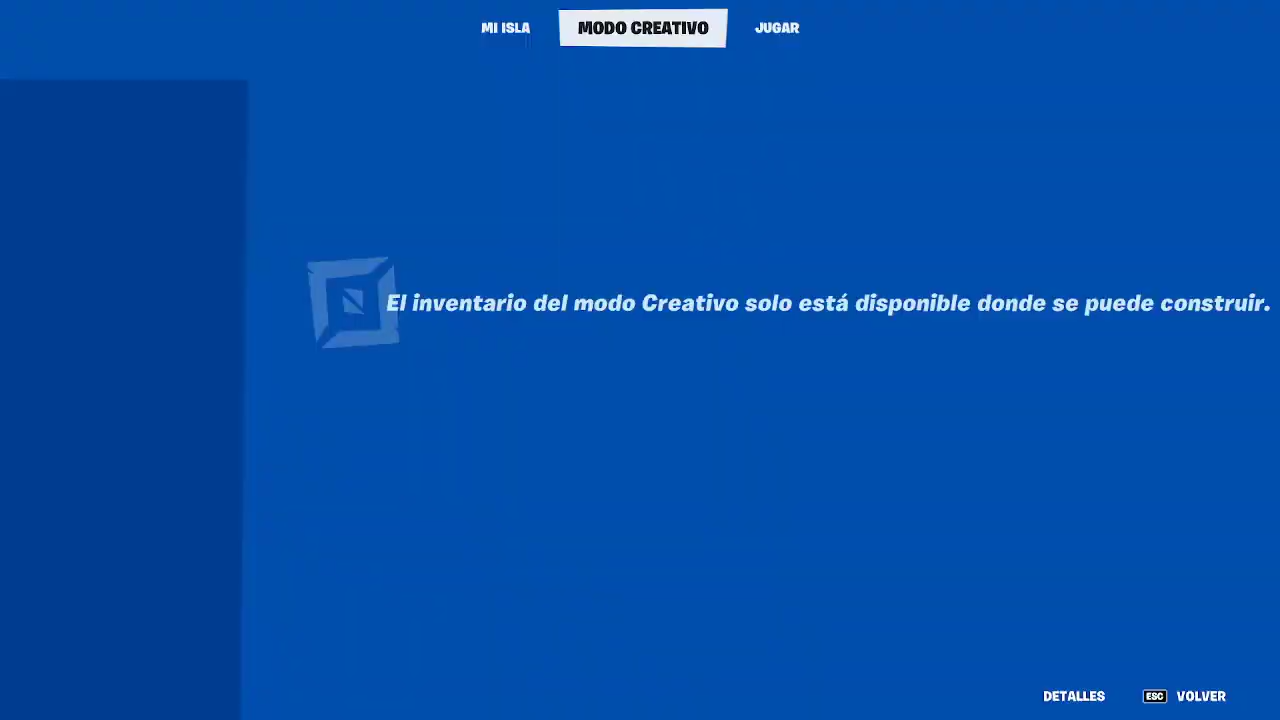 MI ISLA
MODO CREATIVO
JUGAR
El inventario del modo Creativo solo está disponible donde se puede construir.
DETALLES
ESC VOLVER